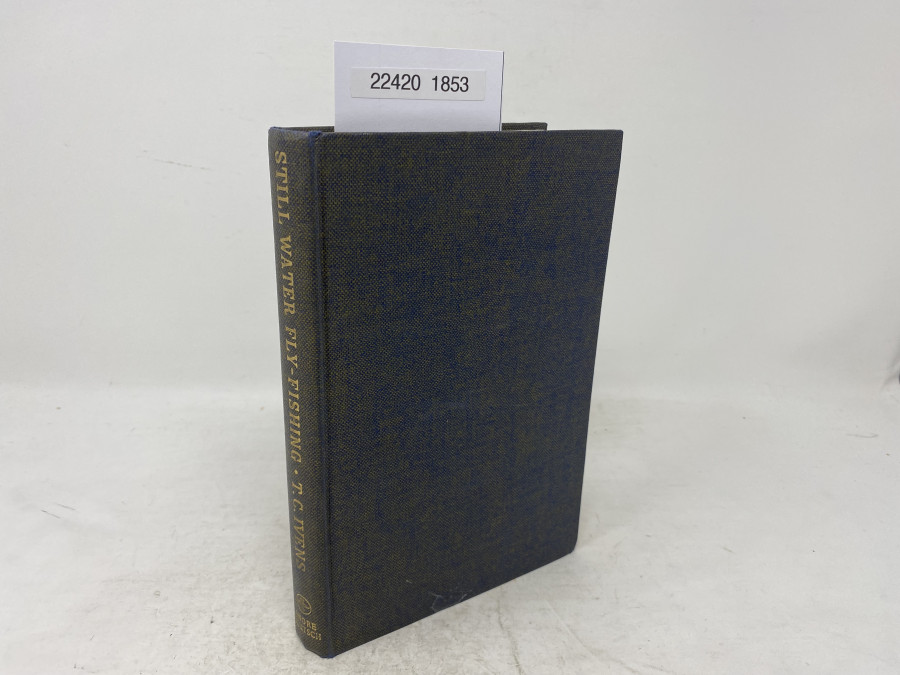 22420 1853
STILL WATER FLY-FISHING • T. C. IVENS